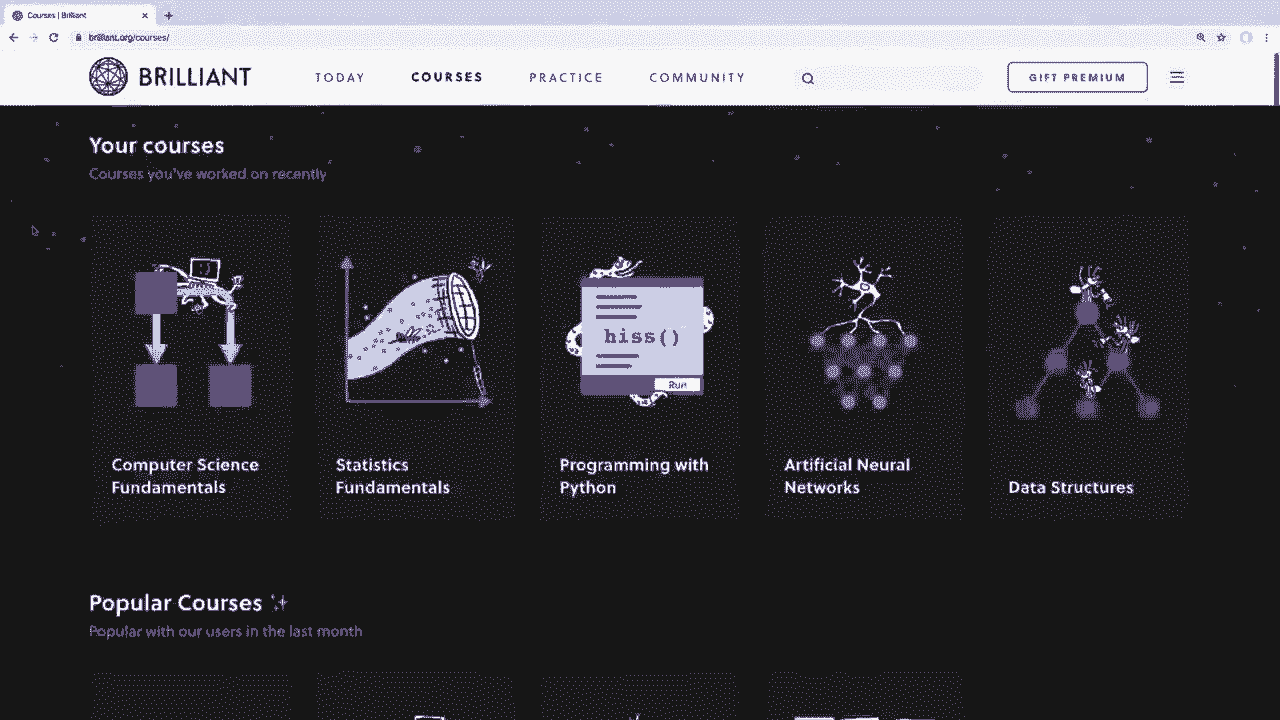 Courses | Brilliant
brilliant.org/courses/
BRILLIANT
TODAY
COURSES
PRACTICE
COMMUNITY
GIFT PREMIUM
Your courses
Courses you've worked on recently
hiss()
Run
Computer Science
Fundamentals
Statistics
Fundamentals
Programming with
Python
Artificial Neural
Networks
Data Structures
Popular Courses
Popular with our users in the last month